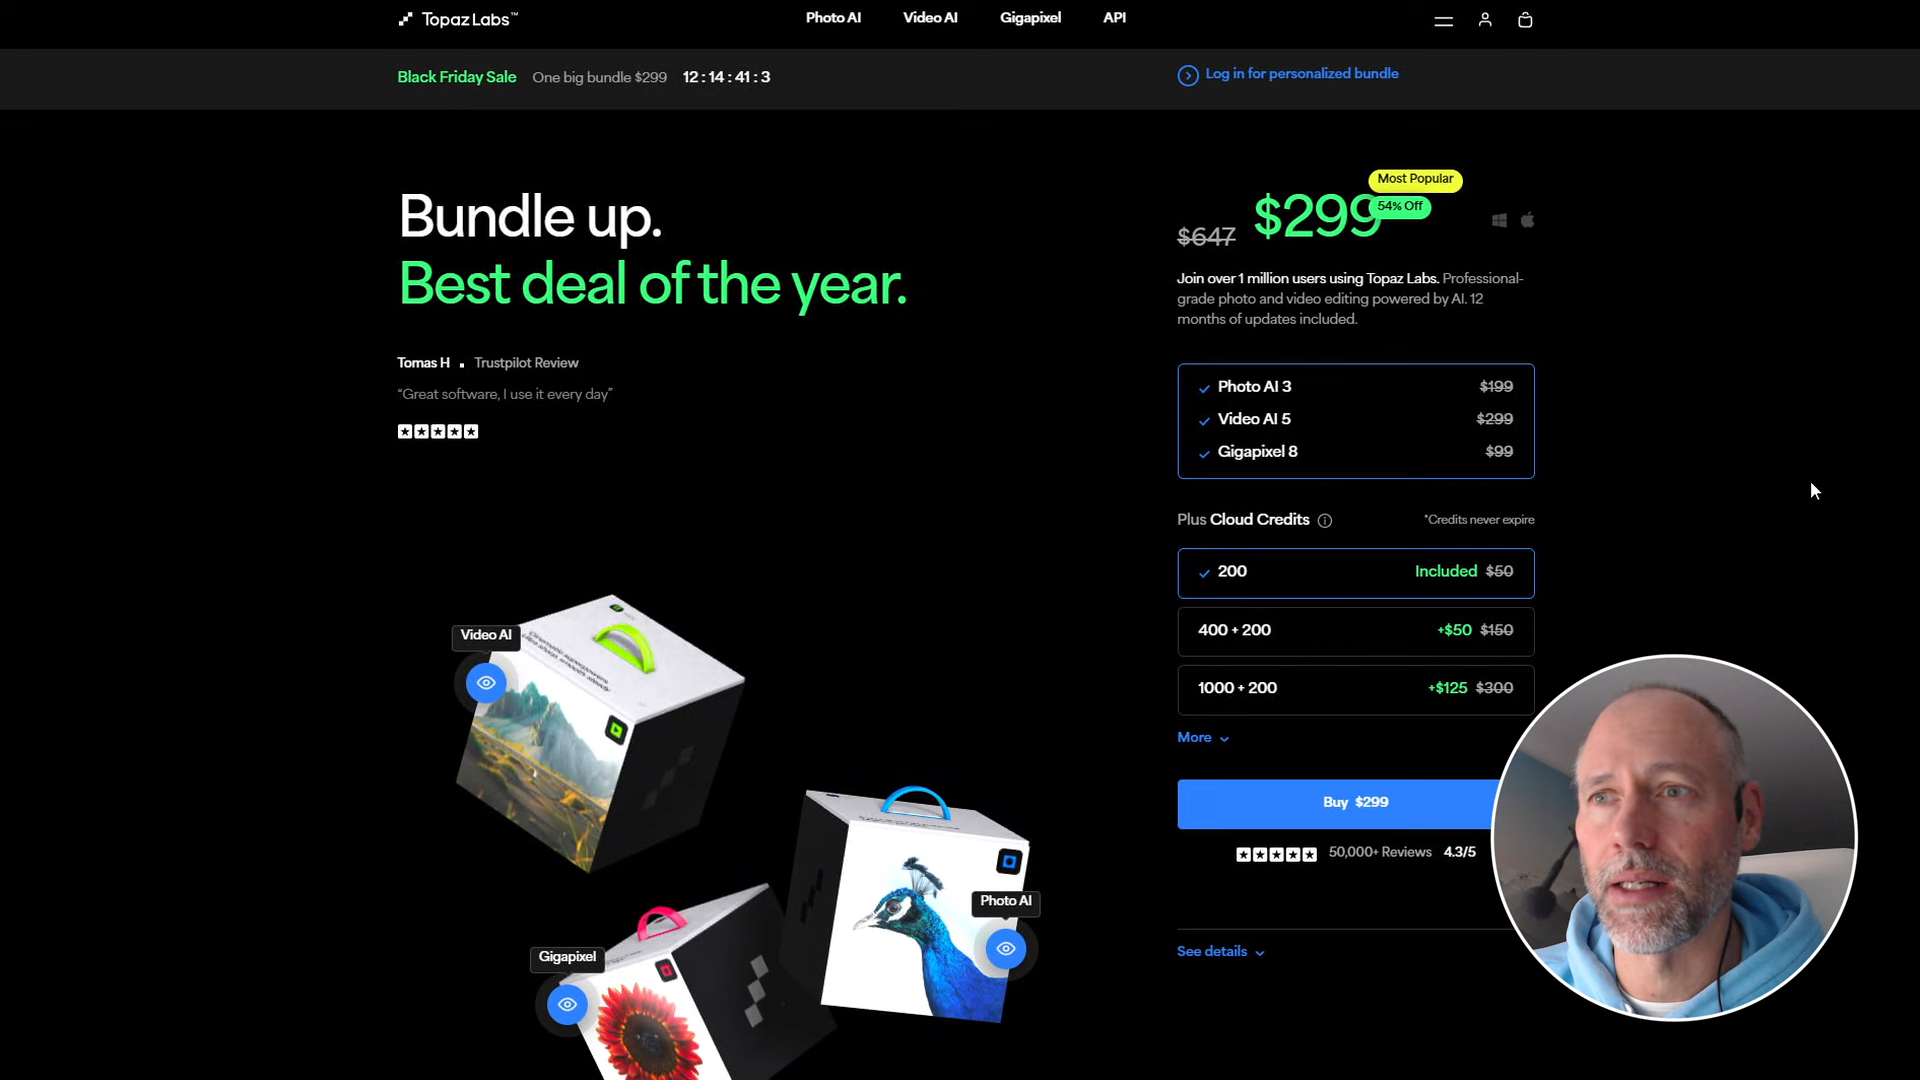 Topaz Labs™
Photo AI
Video AI
Gigapixel
API
Black Friday Sale
One big bundle $299
12 : 14 : 41 : 3
Log in for personalized bundle
Bundle up.
Best deal of the year.
Tomas H
Trustpilot Review
“Great software, I use it every day”
Most Popular
$647
$299
54% Off
Join over 1 million users using Topaz Labs. Professional-
grade photo and video editing powered by AI. 12
months of updates included.
Photo AI 3 $199
Video AI 5 $299
Gigapixel 8 $99
Plus Cloud Credits
*Credits never expire
200 Included $50
400 + 200 +$50 $150
1000 + 200 +$125 $300
More
Buy $299
50,000+ Reviews 4.3/5
See details
Video AI
Photo AI
Gigapixel